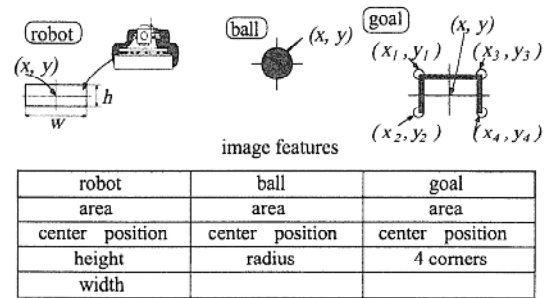 robot
ball
goal
(x, y)
h
w
(x, y)
(x, y)
(x1, y1)
(x3, y3)
(x2, y2)
(x4, y4)
image features
robot ball goal
area area area
center position center position center position
height radius 4 corners
width